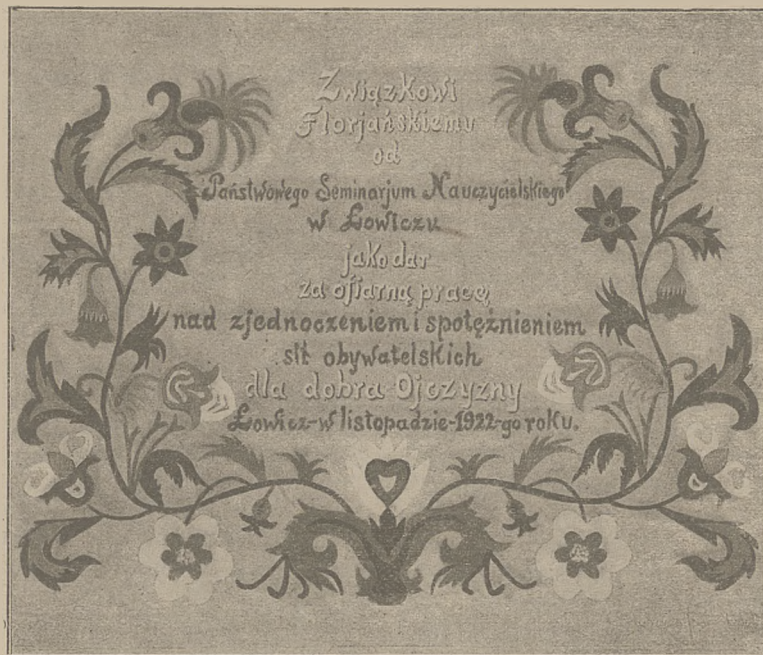 Związkowi
Florjańskiemu
od
Państwowego Seminarjum Nauczycielskiego
w Łowiczu
jako dar
za ofiarną pracę
nad zjednoczeniem i spotężnieniem
sił obywatelskich
dla dobra Ojczyzny
Łowicz-w listopadzie-1922-go roku.